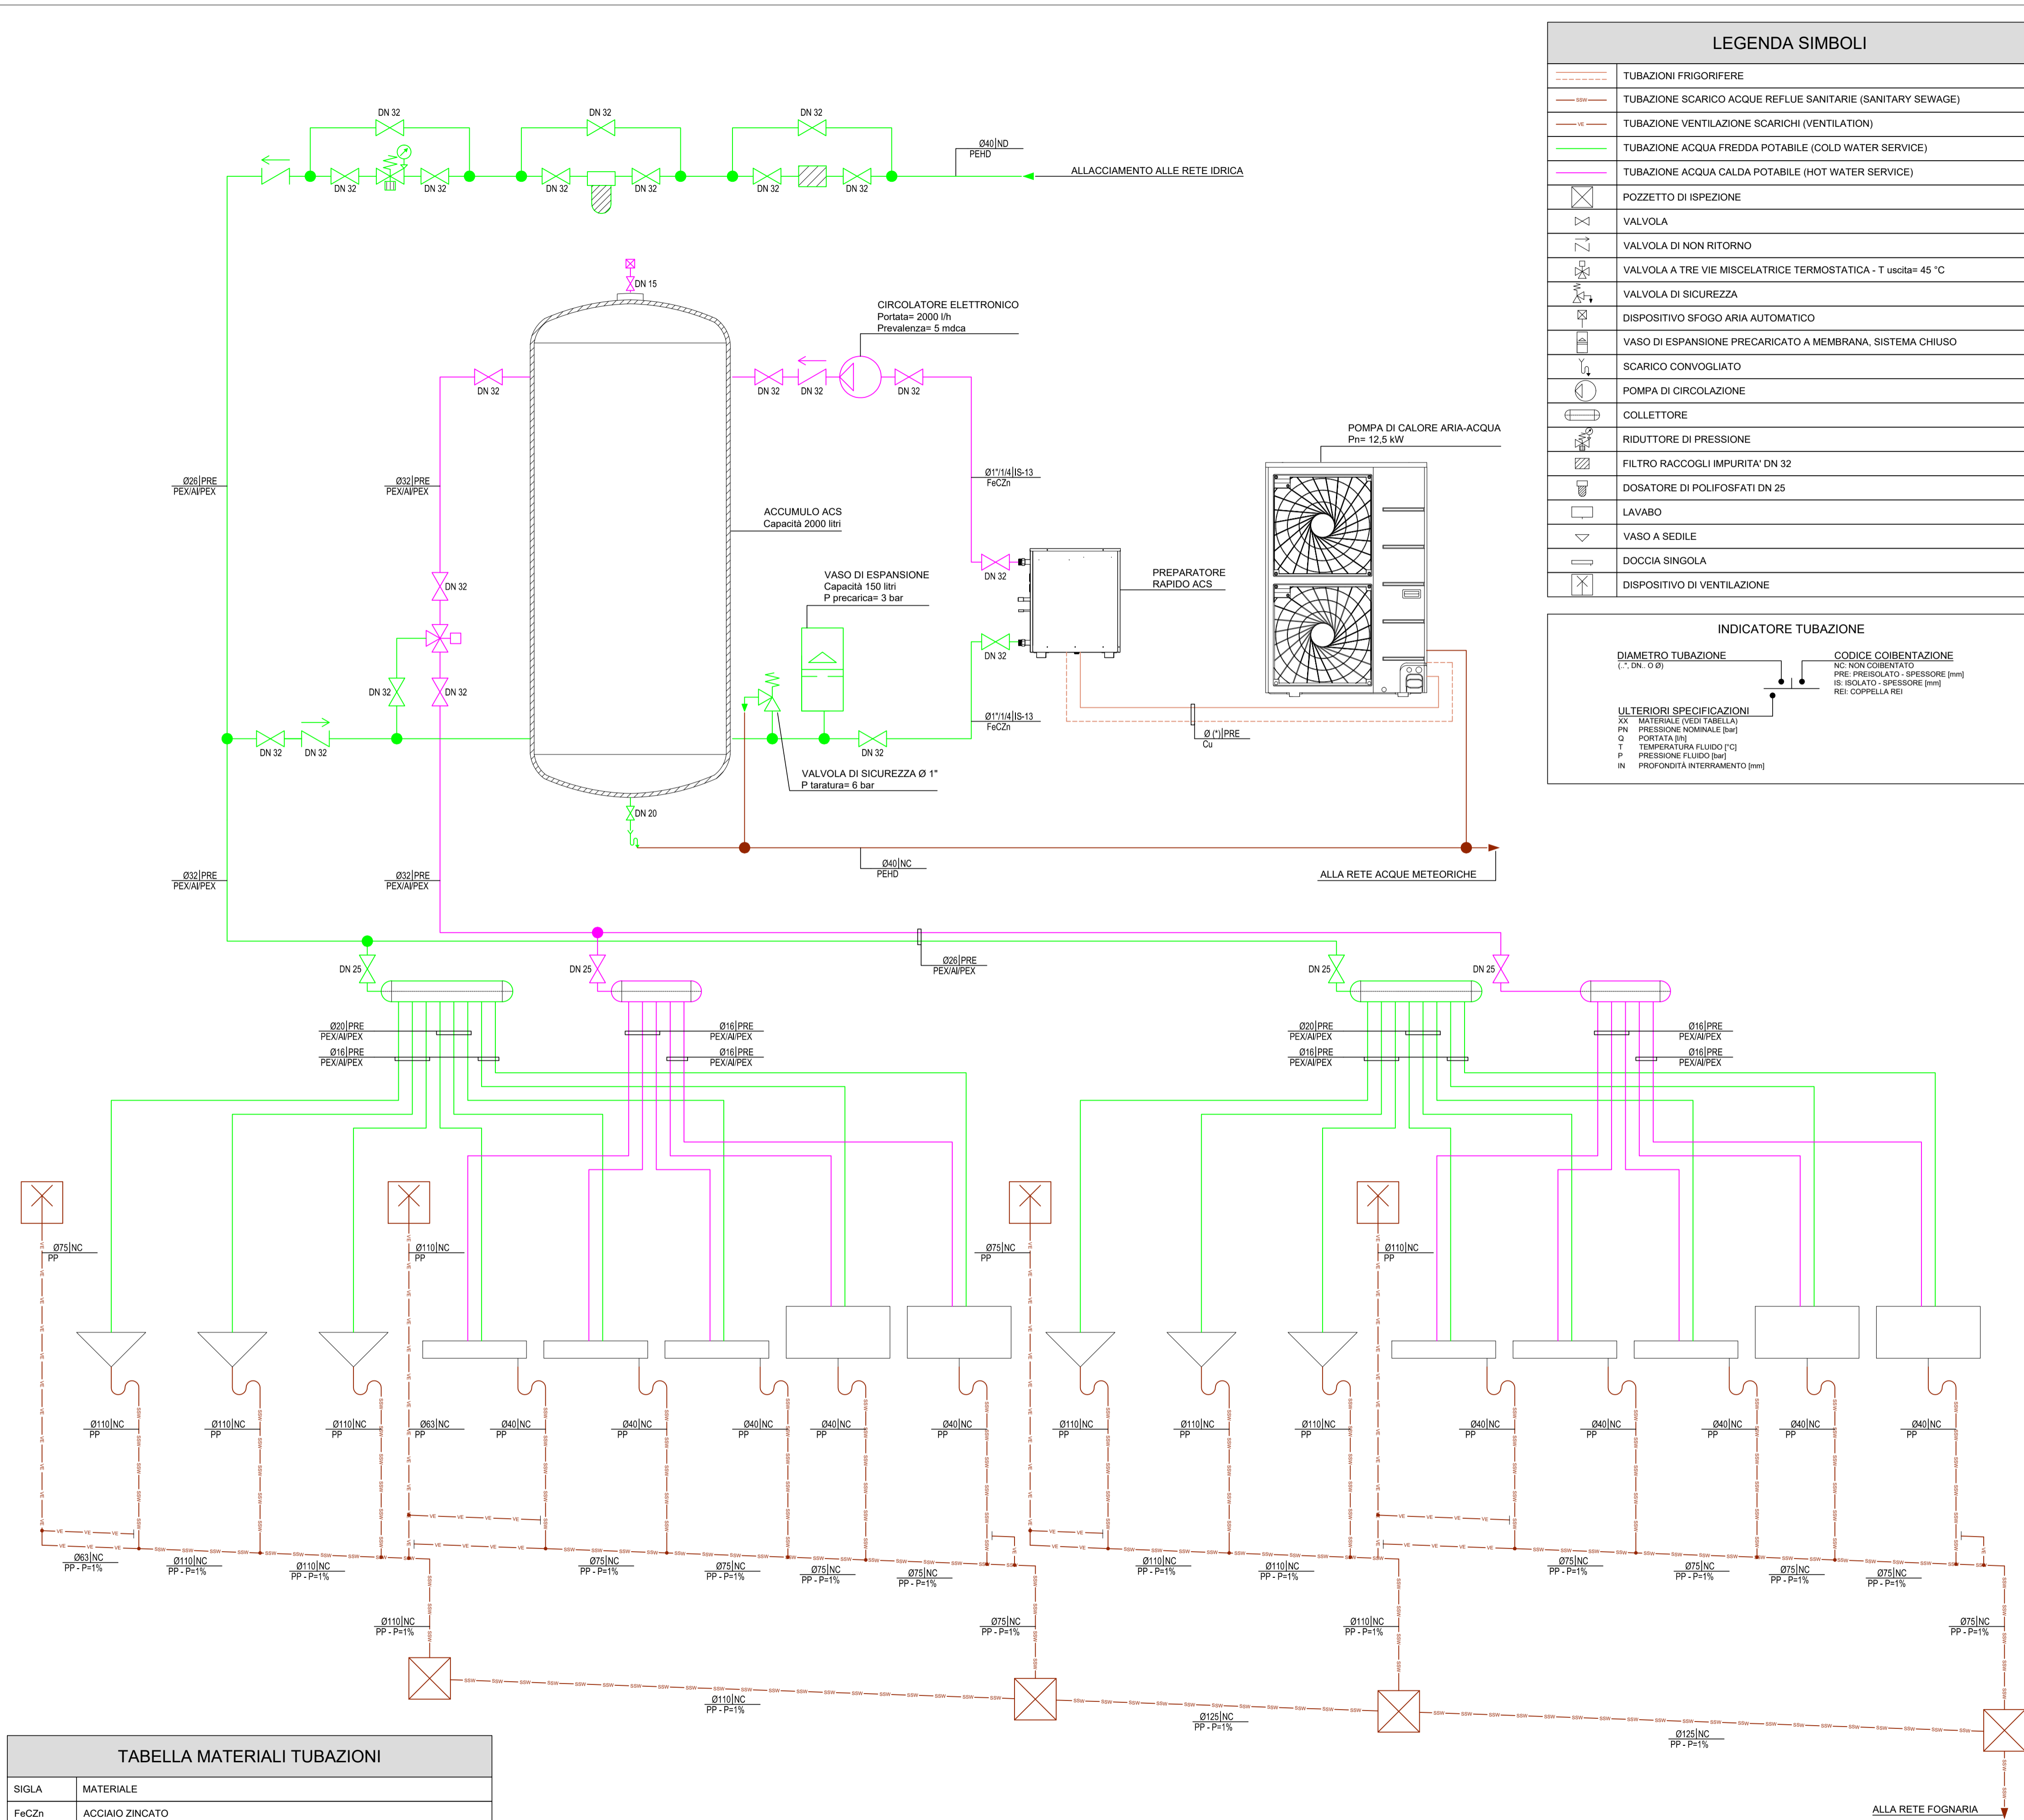 LEGENDA SIMBOLI
TUBAZIONI FRIGORIFERE
SSW
TUBAZIONE SCARICO ACQUE REFLUE SANITARIE (SANITARY SEWAGE)
VE
TUBAZIONE VENTILAZIONE SCARICHI (VENTILATION)
TUBAZIONE ACQUA FREDDA POTABILE (COLD WATER SERVICE)
TUBAZIONE ACQUA CALDA POTABILE (HOT WATER SERVICE)
POZZETTO DI ISPEZIONE
VALVOLA
VALVOLA DI NON RITORNO
VALVOLA A TRE VIE MISCELATRICE TERMOSTATICA - T uscita= 45 °C
VALVOLA DI SICUREZZA
DISPOSITIVO SFOGO ARIA AUTOMATICO
VASO DI ESPANSIONE PRECARICATO A MEMBRANA, SISTEMA CHIUSO
SCARICO CONVOGLIATO
POMPA DI CIRCOLAZIONE
COLLETTORE
RIDUTTORE DI PRESSIONE
FILTRO RACCOGLI IMPURITA' DN 32
DOSATORE DI POLIFOSFATI DN 25
LAVABO
VASO A SEDILE
DOCCIA SINGOLA
DISPOSITIVO DI VENTILAZIONE
INDICATORE TUBAZIONE
DIAMETRO TUBAZIONE
(..", DN.. O Ø)
CODICE COIBENTAZIONE
NC: NON COIBENTATO
PRE: PREISOLATO - SPESSORE [mm]
IS: ISOLATO - SPESSORE [mm]
REI: COPPELLA REI
ULTERIORI SPECIFICAZIONI
XX MATERIALE (VEDI TABELLA)
PN PRESSIONE NOMINALE [bar]
Q PORTATA [l/h]
T TEMPERATURA FLUIDO [°C]
P PRESSIONE FLUIDO [bar]
IN PROFONDITÀ INTERRAMENTO [mm]
DN 32
DN 32
DN 32
Ø40|ND
PEHD
ALLACCIAMENTO ALLE RETE IDRICA
DN 32
DN 32
DN 32
DN 32
DN 32
DN 32
DN 15
CIRCOLATORE ELETTRONICO
Portata= 2000 l/h
Prevalenza= 5 mdca
DN 32
DN 32
DN 32
DN 32
POMPA DI CALORE ARIA-ACQUA
Pn= 12,5 kW
Ø26|PRE
PEX/Al/PEX
Ø32|PRE
PEX/Al/PEX
Ø1"/1/4|IS-13
FeCZn
ACCUMULO ACS
Capacità 2000 litri
VASO DI ESPANSIONE
Capacità 150 litri
P precarica= 3 bar
DN 32
PREPARATORE
RAPIDO ACS
DN 32
DN 32
DN 32
DN 32
Ø1"/1/4|IS-13
FeCZn
Ø (*)|PRE
Cu
DN 32
DN 32
DN 32
VALVOLA DI SICUREZZA Ø 1"
P taratura= 6 bar
DN 20
Ø40|NC
PEHD
ALLA RETE ACQUE METEORICHE
Ø32|PRE
PEX/Al/PEX
Ø32|PRE
PEX/Al/PEX
Ø26|PRE
PEX/Al/PEX
DN 25
DN 25
DN 25
DN 25
Ø20|PRE
PEX/Al/PEX
Ø16|PRE
PEX/Al/PEX
Ø20|PRE
PEX/Al/PEX
Ø16|PRE
PEX/Al/PEX
Ø16|PRE
PEX/Al/PEX
Ø16|PRE
PEX/Al/PEX
Ø16|PRE
PEX/Al/PEX
Ø16|PRE
PEX/Al/PEX
Ø75|NC
PP
Ø110|NC
PP
Ø75|NC
PP
Ø110|NC
PP
Ø110|NC
PP
Ø110|NC
PP
Ø110|NC
PP
Ø63|NC
PP
Ø40|NC
PP
Ø40|NC
PP
Ø40|NC
PP
Ø40|NC
PP
Ø40|NC
PP
Ø110|NC
PP
Ø110|NC
PP
Ø110|NC
PP
Ø40|NC
PP
Ø40|NC
PP
Ø40|NC
PP
Ø40|NC
PP
Ø40|NC
PP
Ø63|NC
PP - P=1%
Ø110|NC
PP - P=1%
Ø110|NC
PP - P=1%
Ø75|NC
PP - P=1%
Ø75|NC
PP - P=1%
Ø75|NC
PP - P=1%
Ø75|NC
PP - P=1%
Ø110|NC
PP - P=1%
Ø110|NC
PP - P=1%
Ø75|NC
PP - P=1%
Ø75|NC
PP - P=1%
Ø75|NC
PP - P=1%
Ø75|NC
PP - P=1%
Ø110|NC
PP - P=1%
Ø75|NC
PP - P=1%
Ø110|NC
PP - P=1%
Ø75|NC
PP - P=1%
Ø110|NC
PP - P=1%
Ø125|NC
PP - P=1%
Ø125|NC
PP - P=1%
ALLA RETE FOGNARIA
TABELLA MATERIALI TUBAZIONI
SIGLA MATERIALE
FeCZn ACCIAIO ZINCATO